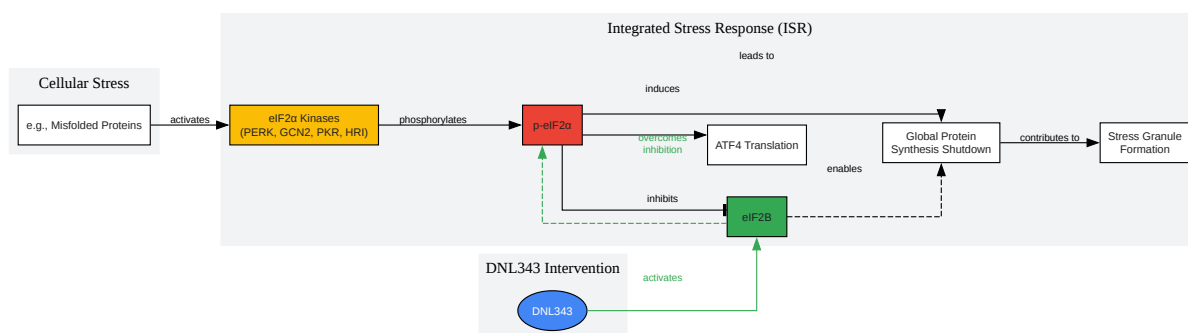 Integrated Stress Response (ISR)
leads to
Cellular Stress
induces
e.g., Misfolded Proteins
activates
eIF2α Kinases
(PERK, GCN2, PKR, HRI)
phosphorylates
p-eIF2α
overcomes
inhibition
ATF4 Translation
Global Protein
Synthesis Shutdown
contributes to
Stress Granule
Formation
enables
inhibits
eIF2B
DNL343 Intervention
activates
DNL343